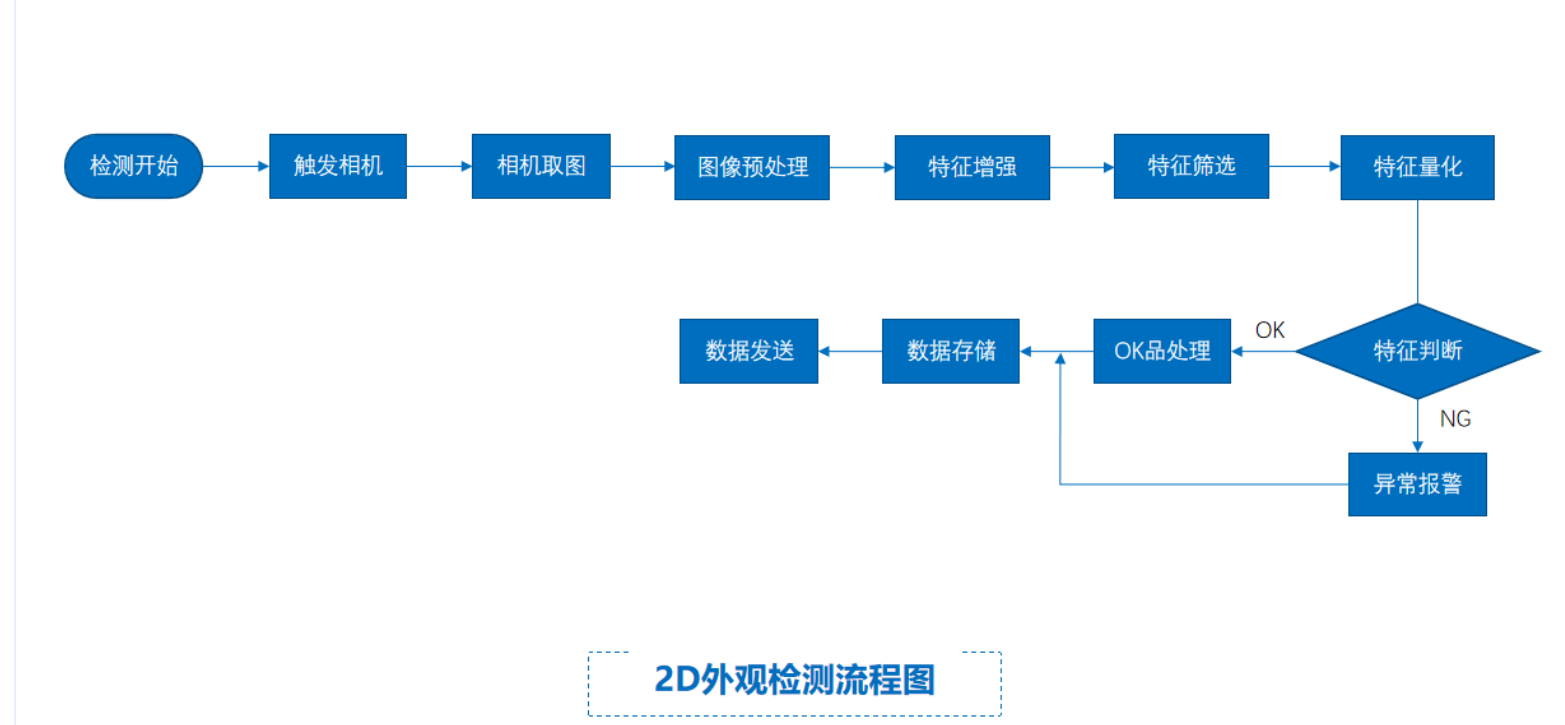 检测开始
触发相机
相机取图
图像预处理
特征增强
特征筛选
特征量化
数据发送
数据存储
OK品处理
OK
特征判断
NG
异常报警
2D外观检测流程图